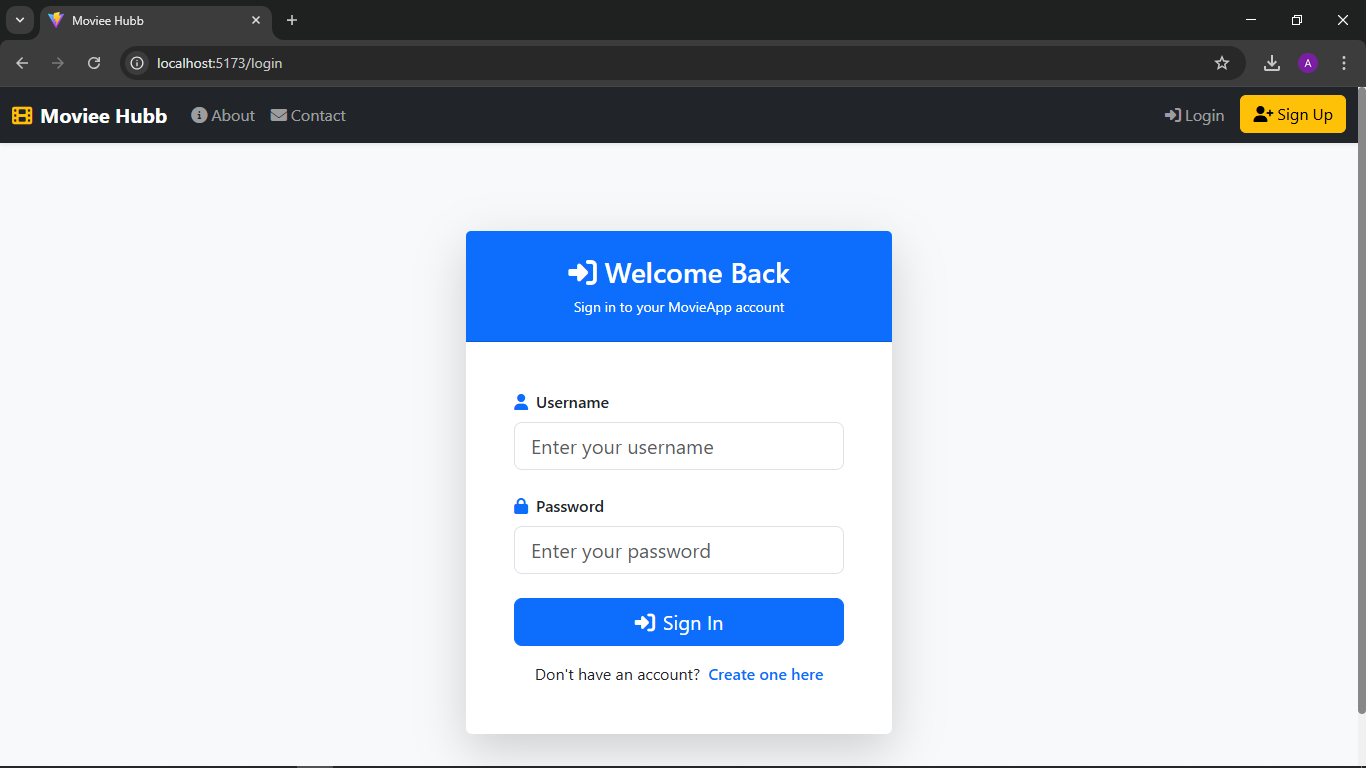 Moviee Hubb
localhost:5173/login
A
Moviee Hubb About Contact Login Sign Up
Welcome Back
Sign in to your MovieApp account
Username
Enter your username
Password
Enter your password
Sign In
Don't have an account? Create one here